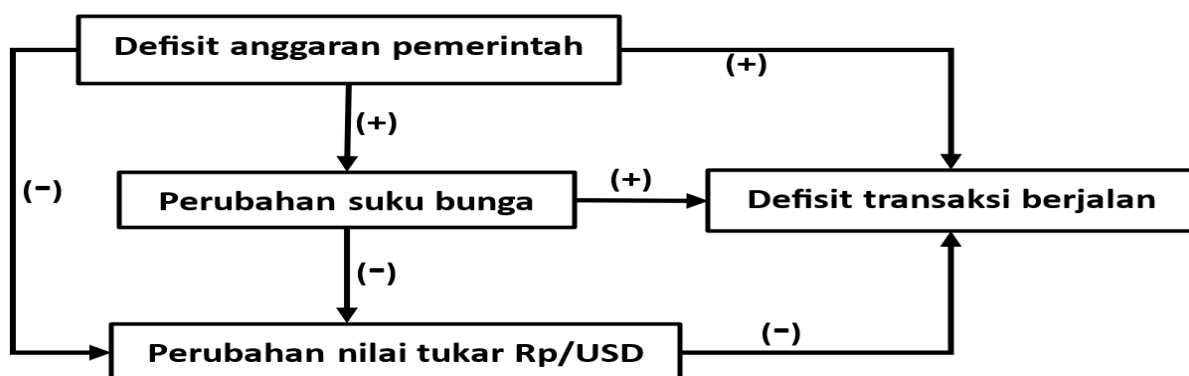 Defisit anggaran pemerintah
(+)
(+)
(−)
Perubahan suku bunga
(+)
Defisit transaksi berjalan
(−)
Perubahan nilai tukar Rp/USD
(−)